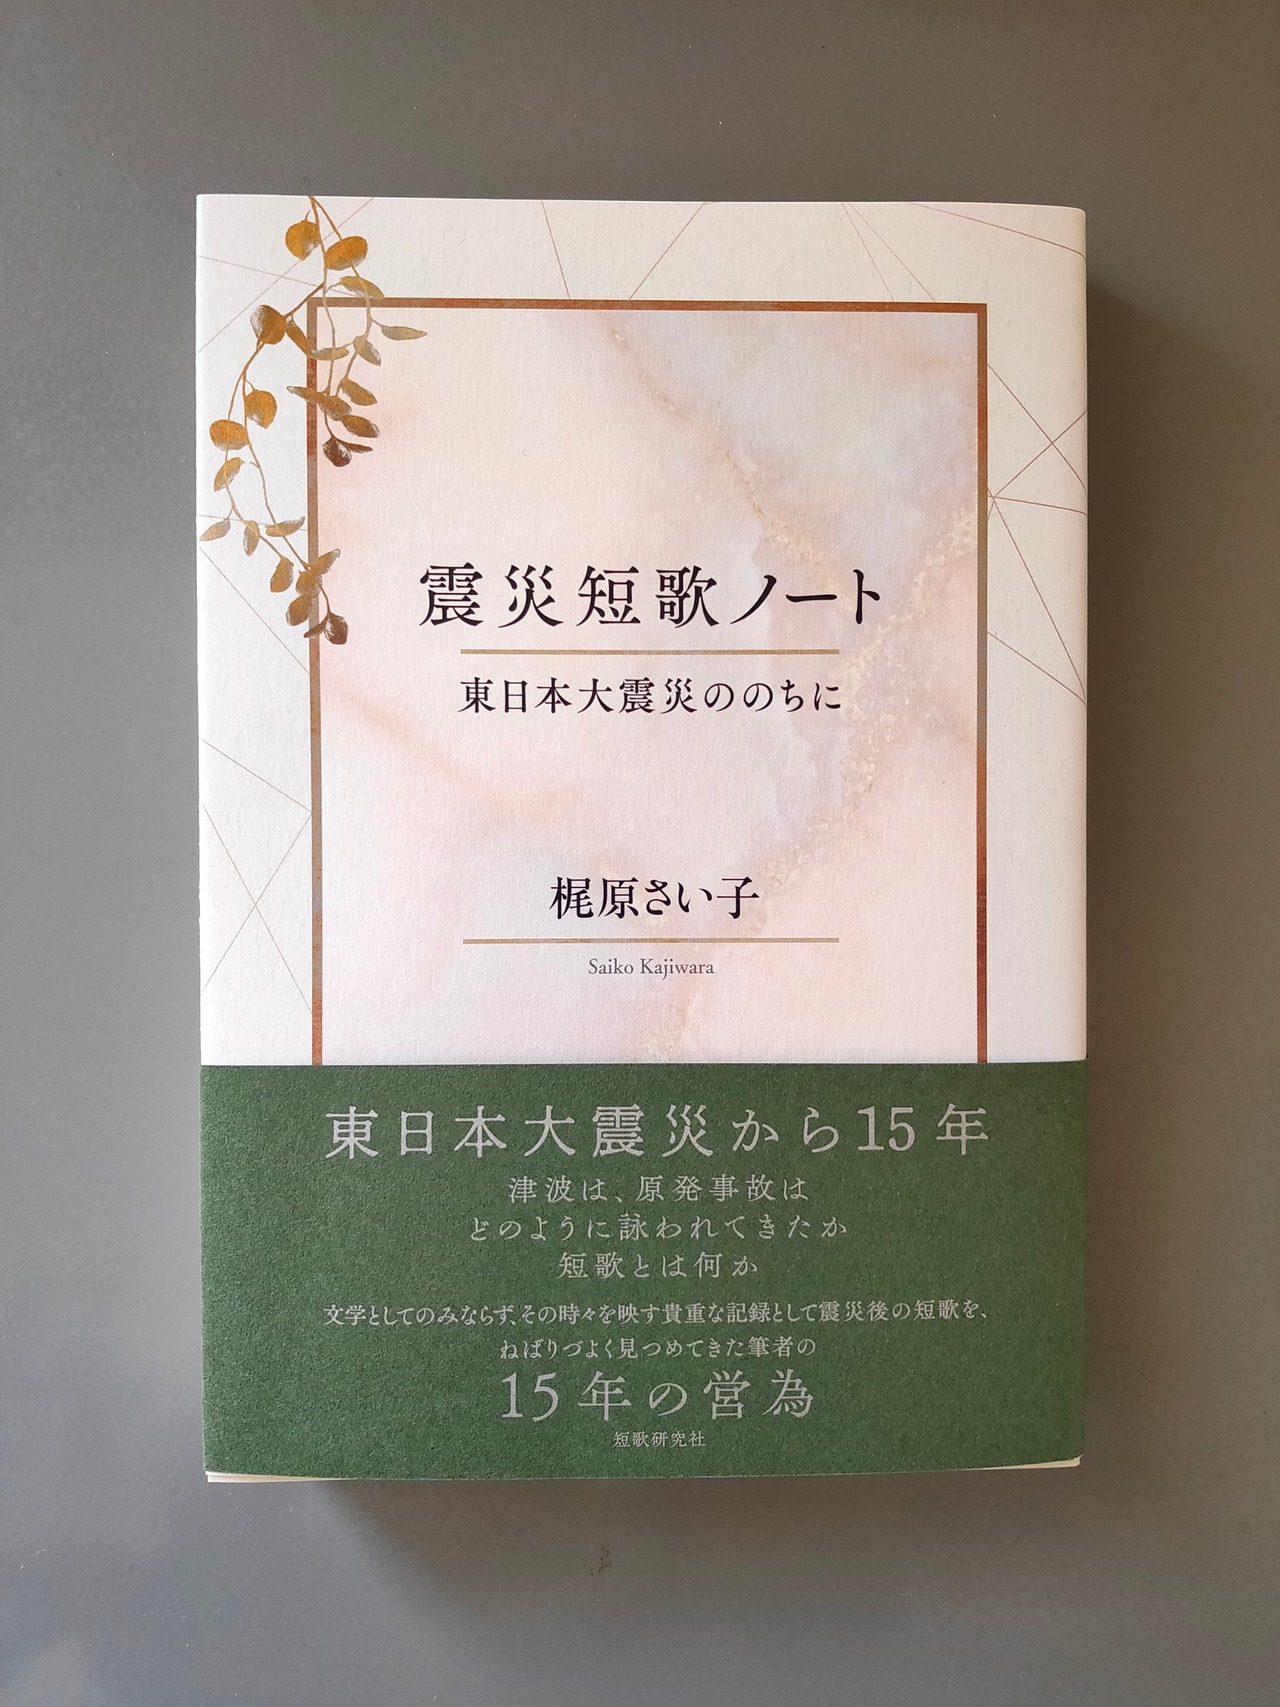 震災短歌ノート
東日本大震災ののちに
梶原さい子
Saiko Kajiwara
東日本大震災から15年
津波は、原発事故は
どのように詠われてきたか
短歌とは何か
文学としてのみならず、その時々を映す貴重な記録として震災後の短歌を、
ねばりづよく見つめてきた筆者の
15年の営為
短歌研究社